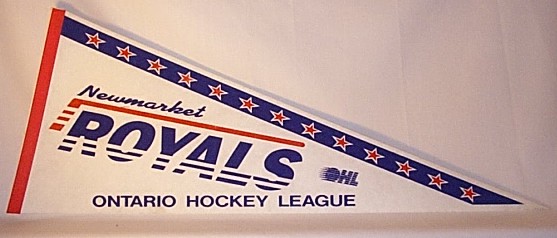 Newmarket
ROYALS
OHL
ONTARIO HOCKEY LEAGUE